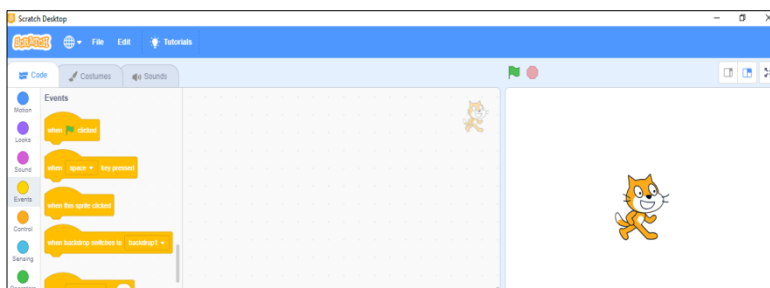 Scratch Desktop
SCRATCH File Edit Tutorials
Code Costumes Sounds
Events
Motion
when clicked
Looks
when space key pressed
Sound
Events
when this sprite clicked
Control
when backdrop switches to backdrop1
Sensing